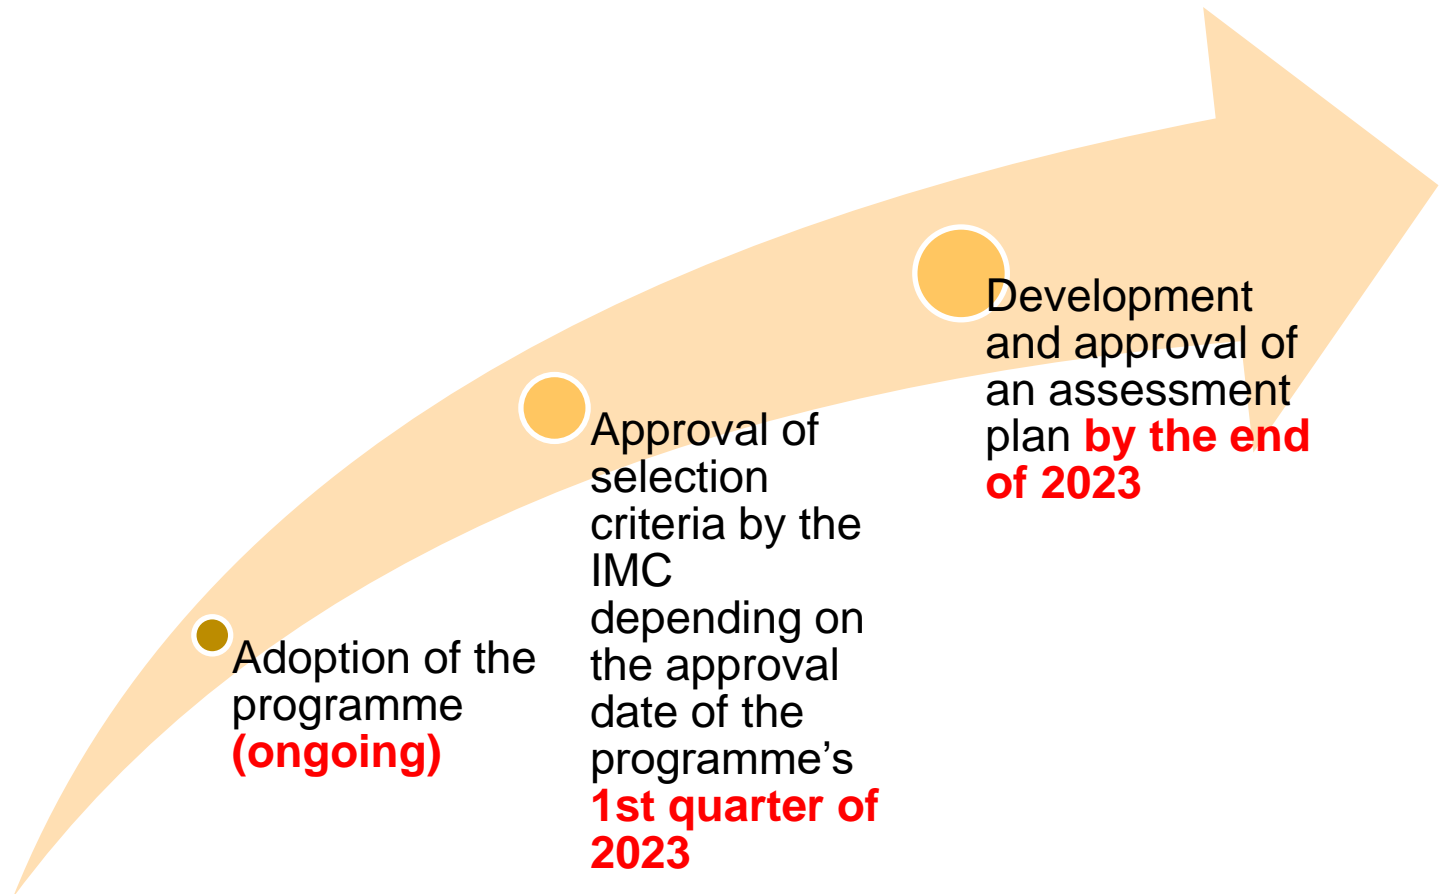 Adoption of the
programme
(ongoing)
Approval of
selection
criteria by the
IMC
depending on
the approval
date of the
programme’s
1st quarter of
2023
Development
and approval of
an assessment
plan by the end
of 2023